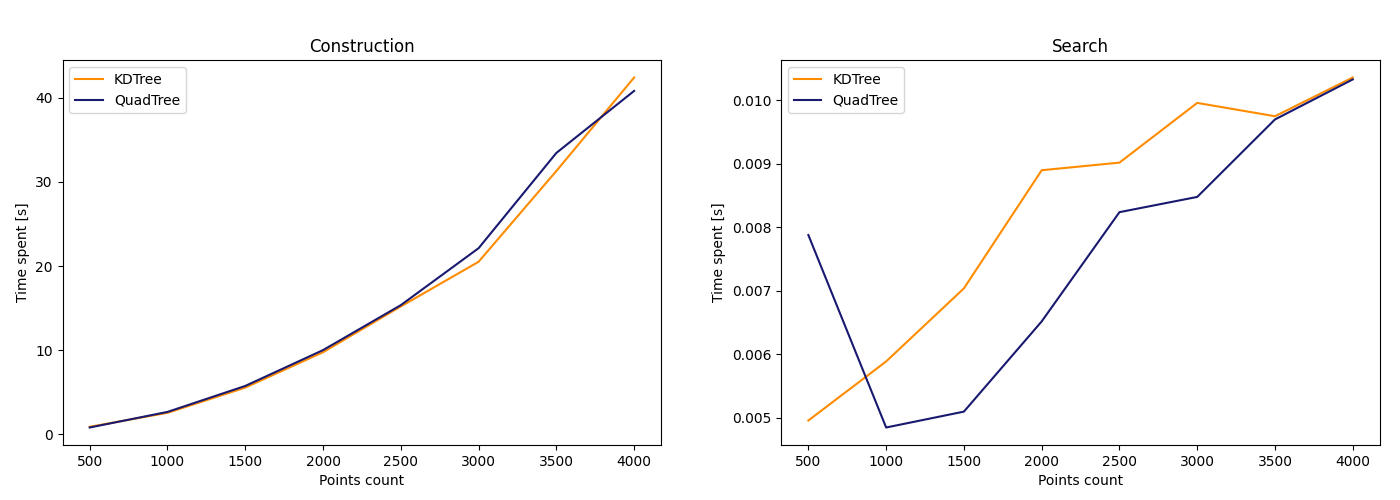 Construction
KDTree
QuadTree
Time spent [s]
40
30
20
10
0
500 1000 1500 2000 2500 3000 3500 4000
Points count
Search
KDTree
QuadTree
Time spent [s]
0.010
0.009
0.008
0.007
0.006
0.005
500 1000 1500 2000 2500 3000 3500 4000
Points count